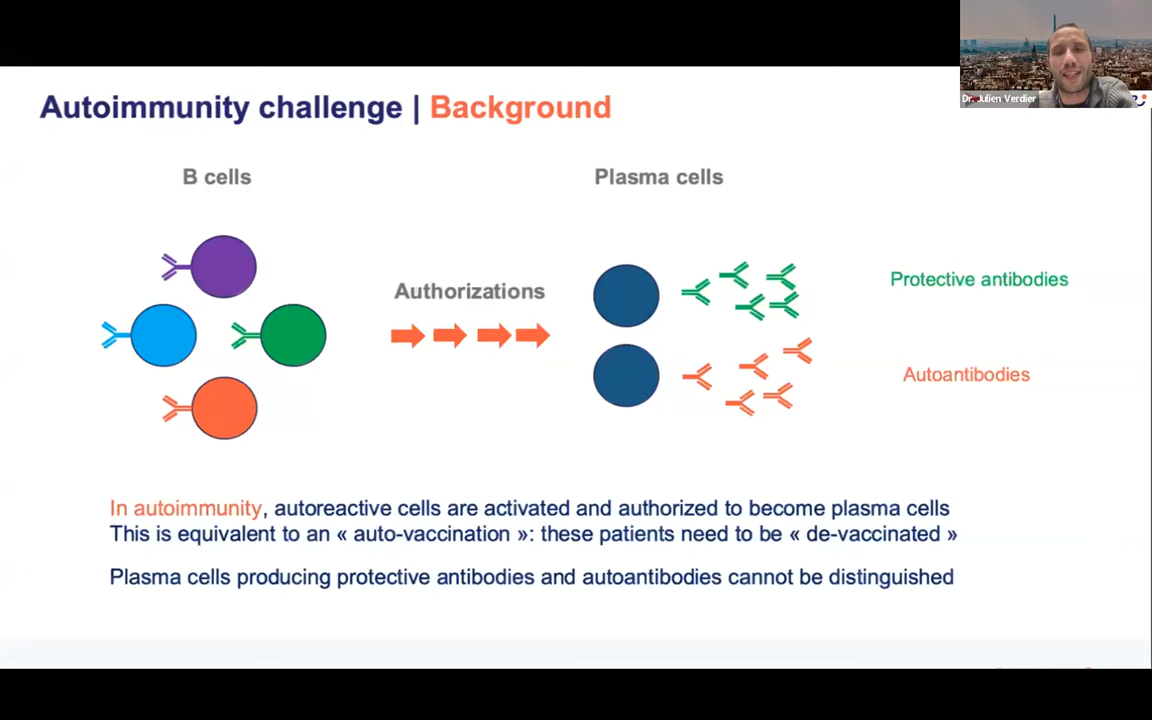 Dr. Julien Verdier
Autoimmunity challenge | Background
B cells
Plasma cells
Authorizations
Protective antibodies
Autoantibodies
In autoimmunity, autoreactive cells are activated and authorized to become plasma cells
This is equivalent to an « auto-vaccination »: these patients need to be « de-vaccinated »
Plasma cells producing protective antibodies and autoantibodies cannot be distinguished